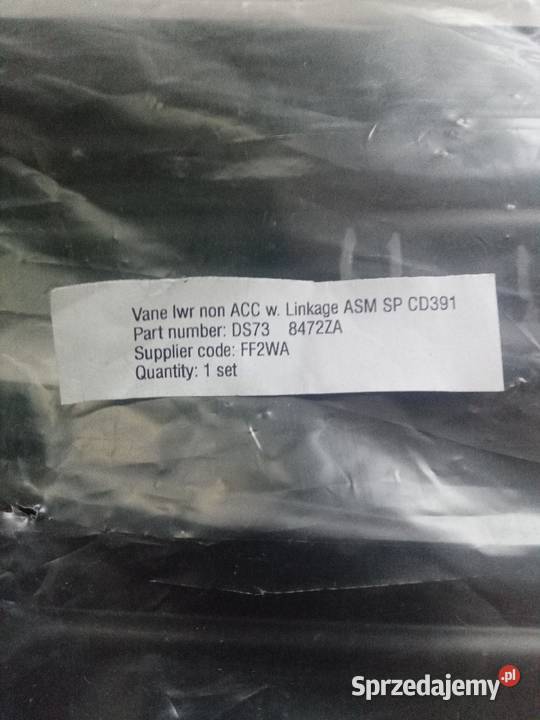 Vane lwr non ACC w. Linkage ASM SP CD391
Part number: DS73 8472ZA
Supplier code: FF2WA
Quantity: 1 set
Sprzedajemy.pl